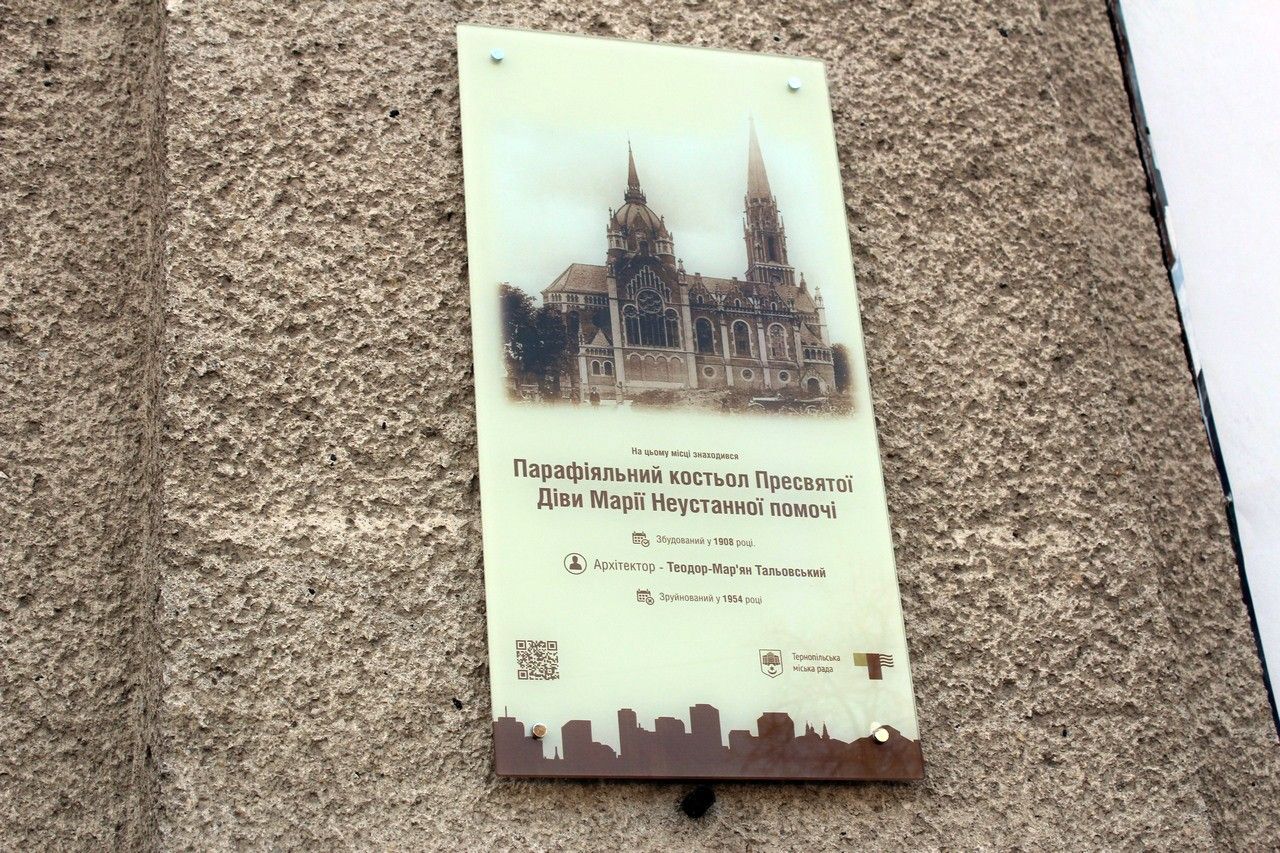 На цьому місці знаходився
Парафіяльний костьол Пресвятої
Діви Марії Неустанної помочі
Збудований у 1908 році.
Архітектор - Теодор-Мар'ян Тальовський
Зруйнований у 1954 році
Тернопільська
міська рада